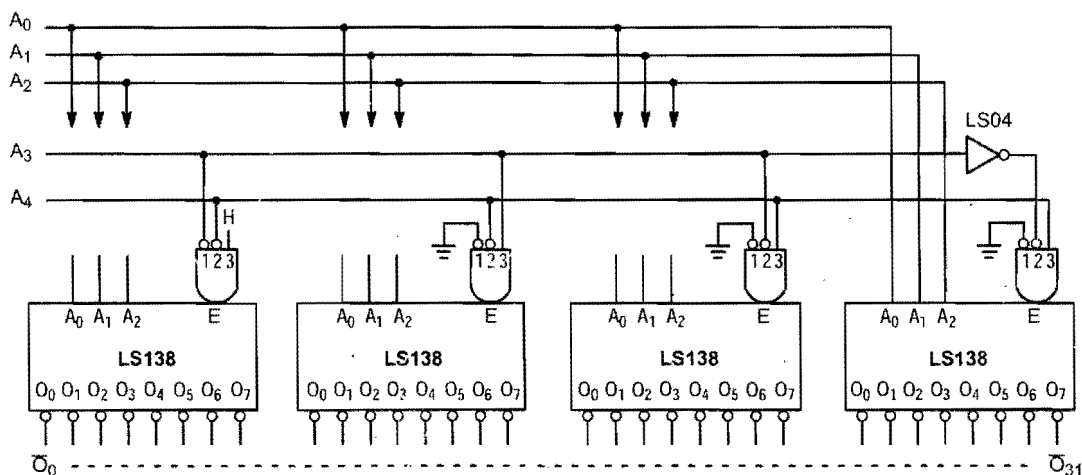 A0
A1
A2
LS04
A3
A4
H
123 123 123 123
A0 A1 A2 E A0 A1 A2 E A0 A1 A2 E A0 A1 A2 E
LS138 LS138 LS138 LS138
O0 O1 O2 O3 O4 O5 O6 O7 O0 O1 O2 O3 O4 O5 O6 O7 O0 O1 O2 O3 O4 O5 O6 O7 O0 O1 O2 O3 O4 O5 O6 O7
O̅0 O̅31